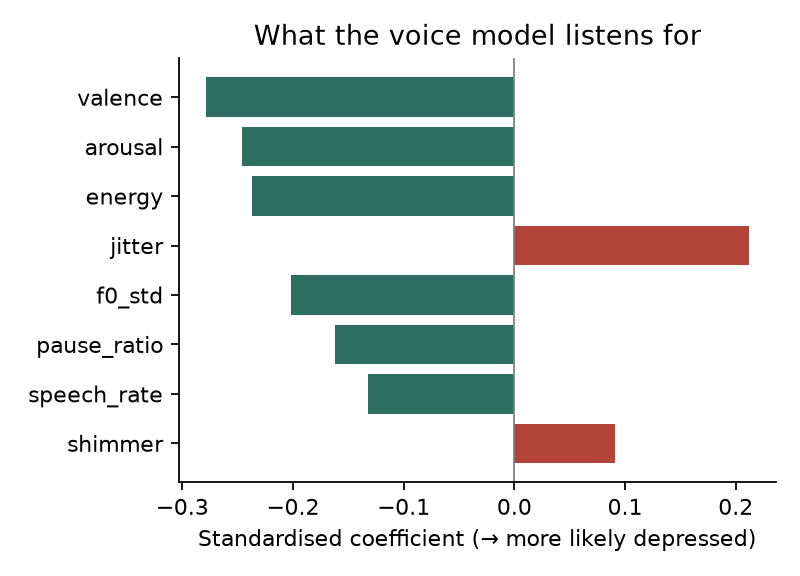 What the voice model listens for
valence
arousal
energy
jitter
f0_std
pause_ratio
speech_rate
shimmer
−0.3 −0.2 −0.1 0.0 0.1 0.2
Standardised coefficient (→ more likely depressed)